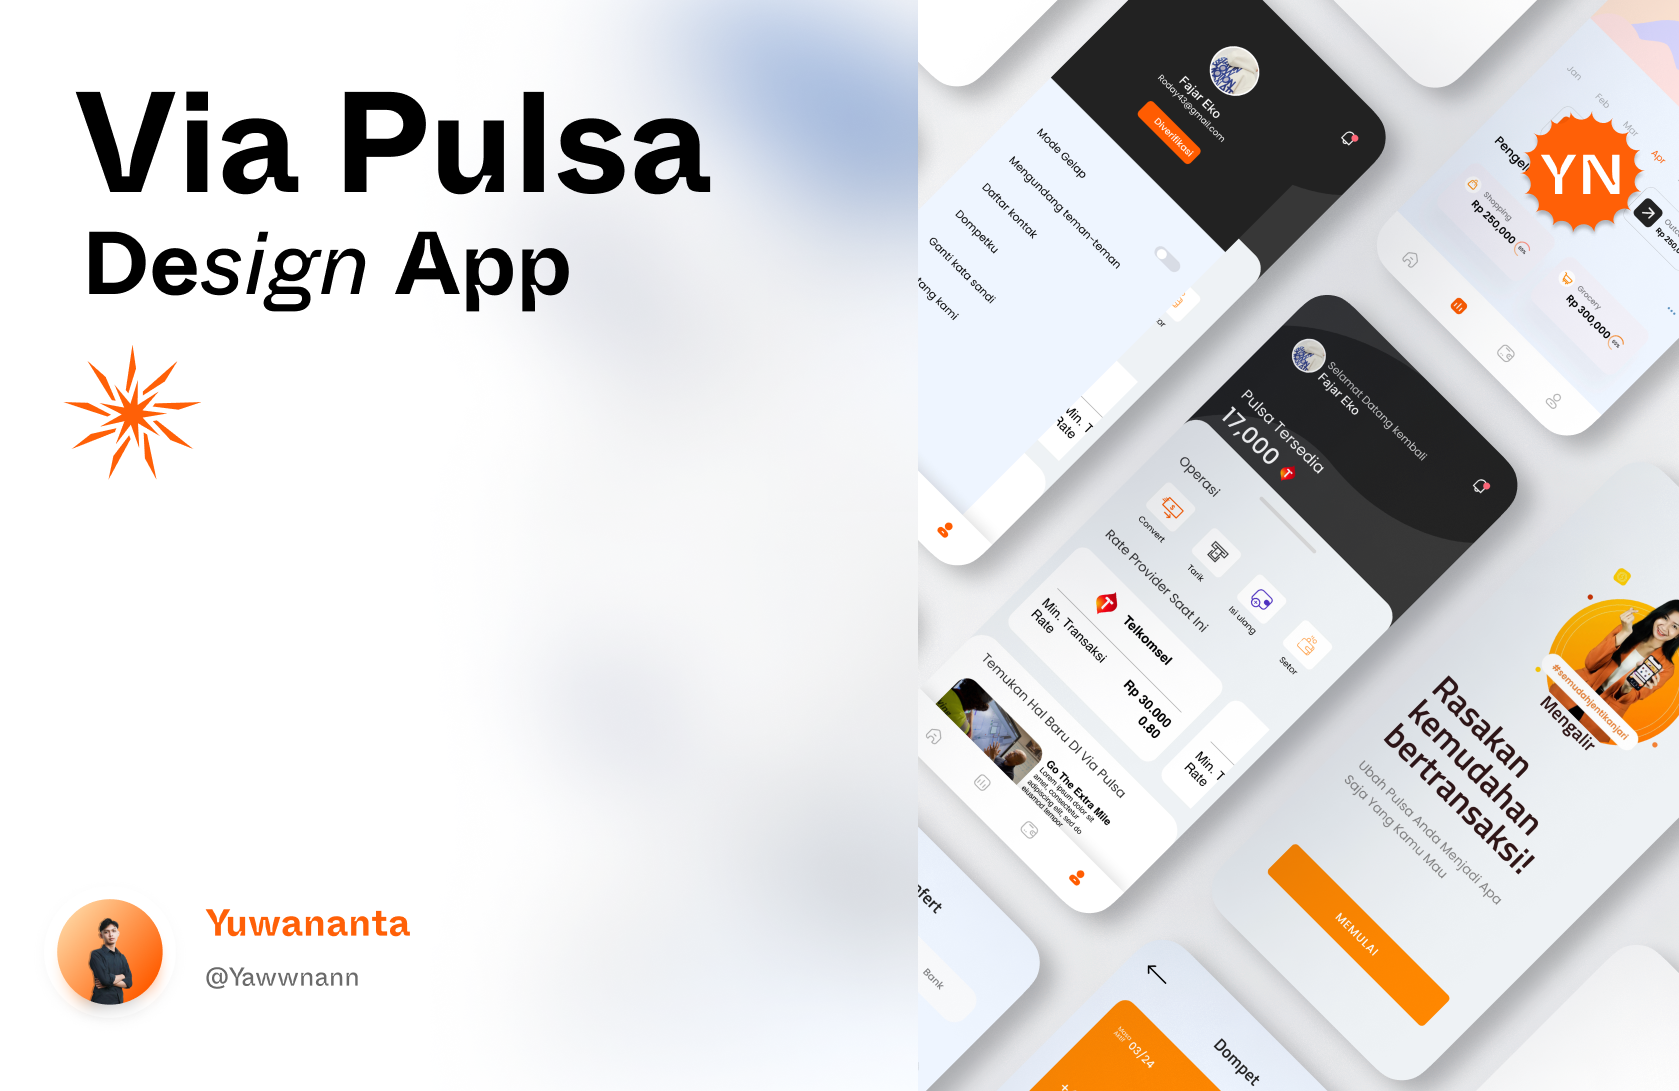 Via Pulsa
Design App
Yuwananta
@Yawwnann
Fajar Eko
Roday43@gmail.com
Diverifikasi
Mode Gelap
Mengundang teman-teman
Daftar kontak
Dompetku
Ganti kata sandi
tang kami
or
Min. T
Rate
Jan
Feb
Mar
Apr
Pengel
YN
Shopping
Rp 250,000
Grocery
Rp 300,000
Selamat Datang kembali
Fajar Eko
Pulsa Tersedia
17,000
Operasi
Convert
Tarik
Isi ulang
Setor
Rate Provider Saat Ini
Telkomsel
Min. Transaksi
Rp 30.000
Rate
0.80
Min. T
Rate
Temukan Hal Baru DI Via Pulsa
Go The Extra Mile
Lorem ipsum dolor sit
amet, consectetur
adipiscing elit, sed do
eiusmod tempor
#semudahjentikanjari
Mengalir
Rasakan
kemudahan
bertransaksi!
Ubah Pulsa Anda Menjadi Apa
Saja Yang Kamu Mau
MEMULAI
nfert
Bank
03/24
Dompet